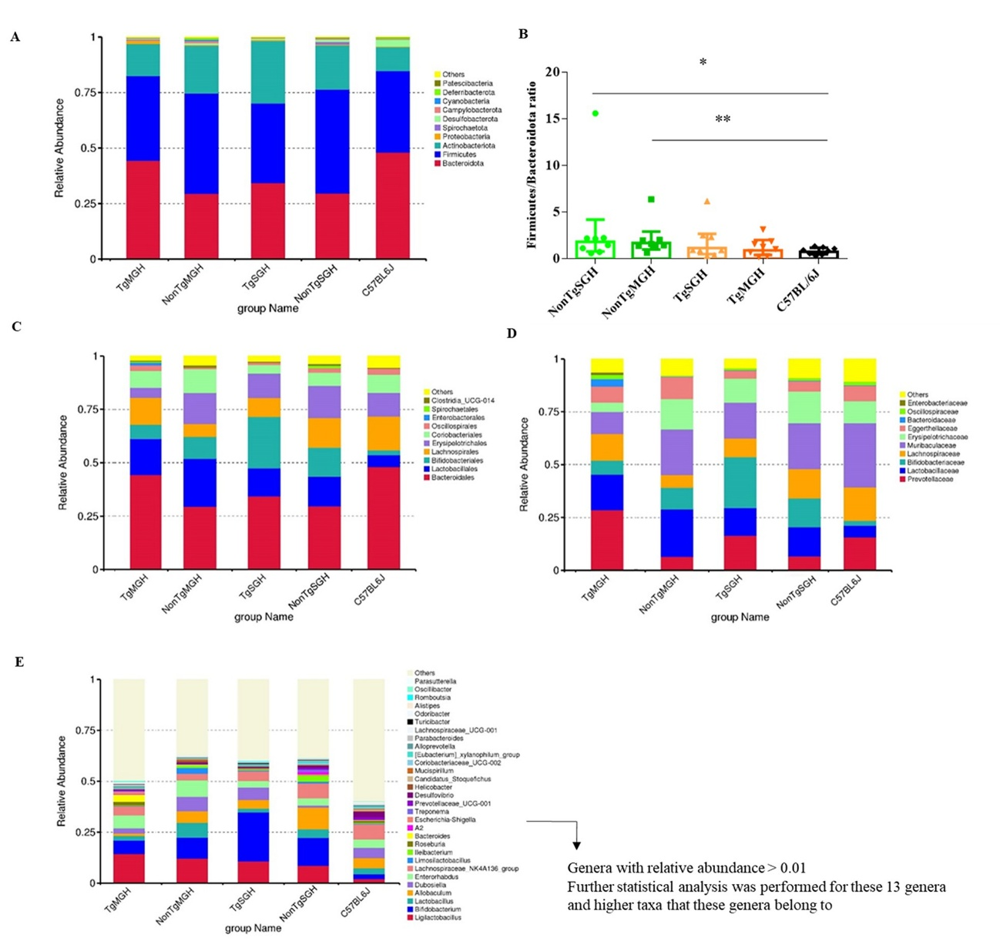 A
1
0.75
0.5
0.25
0
Relative Abundance
TgMGH
NonTgMGH
TgSGH
NonTgSGH
C57BL6J
group Name
Others
Patescibacteria
Deferribacterota
Cyanobacteria
Campylobacterota
Desulfobacterota
Spirochaetota
Proteobacteria
Actinobacteriota
Firmicutes
Bacteroidota
B
*
**
20
15
10
5
0
Firmicutes/Bacteroidota ratio
NonTgSGH
NonTgMGH
TgSGH
TgMGH
C57BL/6J
C
1
0.75
0.5
0.25
0
Relative Abundance
TgMGH
NonTgMGH
TgSGH
NonTgSGH
C57BL6J
group Name
Others
Clostridia_UCG-014
Spirochaetales
Enterobacterales
Oscillospirales
Coriobacteriales
Erysipelotrichales
Lachnospirales
Bifidobacteriales
Lactobacillales
Bacteroidales
D
1
0.75
0.5
0.25
0
Relative Abundance
TgMGH
NonTgMGH
TgSGH
NonTgSGH
C57BL6J
group Name
Others
Enterobacteriaceae
Oscillospiraceae
Bacteroidaceae
Eggerthellaceae
Erysipelotrichaceae
Muribaculaceae
Lachnospiraceae
Bifidobacteriaceae
Lactobacillaceae
Prevotellaceae
E
1
0.75
0.5
0.25
0
Relative Abundance
TgMGH
NonTgMGH
TgSGH
NonTgSGH
C57BL6J
group Name
Others
Parasutterella
Oscillibacter
Romboutsia
Alistipes
Odoribacter
Turicibacter
Lachnospiraceae_UCG-001
Parabacteroides
Alloprevotella
[Eubacterium]_xylanophilum_group
Coriobacteriaceae_UCG-002
Mucispirillum
Candidatus_Stoquefichus
Helicobacter
Desulfovibrio
Prevotellaceae_UCG-001
Treponema
Escherichia-Shigella
A2
Bacteroides
Roseburia
Ileibacterium
Limosilactobacillus
Lachnospiraceae_NK4A136_group
Enterorhabdus
Dubosiella
Allobaculum
Lactobacillus
Bifidobacterium
Ligilactobacillus
Genera with relative abundance > 0.01
Further statistical analysis was performed for these 13 genera
and higher taxa that these genera belong to